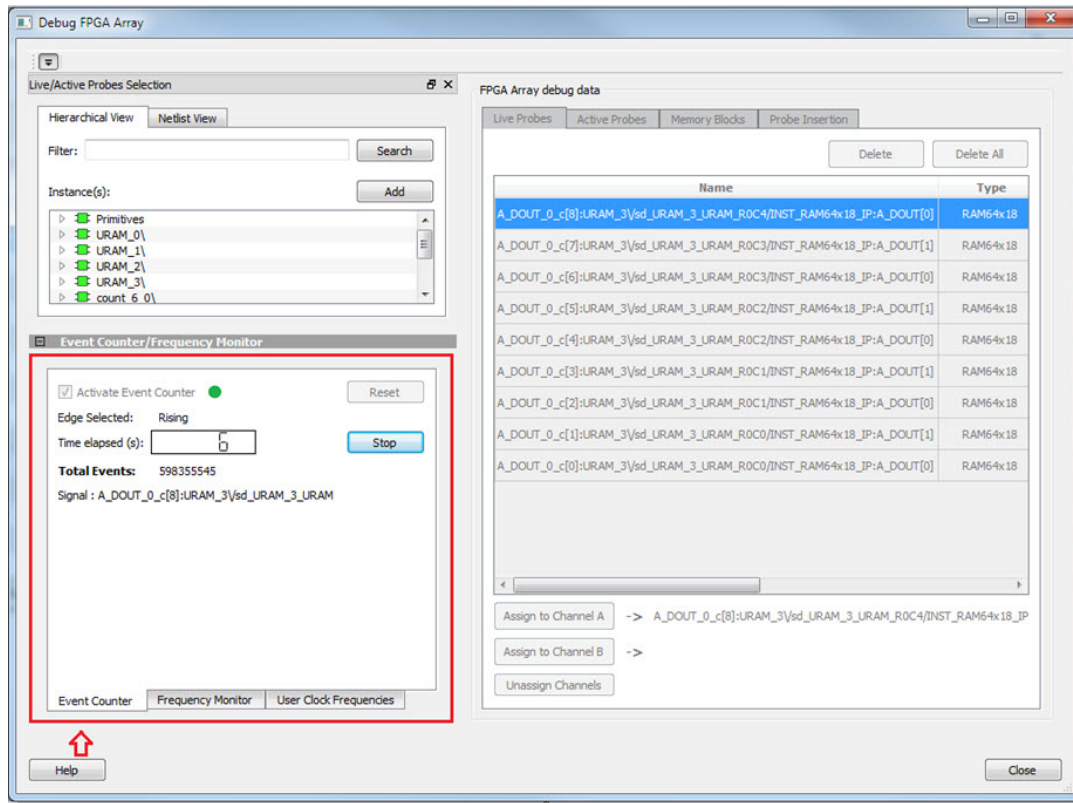 Debug FPGA Array
Live/Active Probes Selection
Hierarchical View
Netlist View
Filter:
Search
Instance(s):
Add
Primitives
URAM_0\
URAM_1\
URAM_2\
URAM_3\
count_6_0\
Event Counter/Frequency Monitor
Activate Event Counter
Reset
Edge Selected: Rising
Time elapsed (s): 6
Stop
Total Events: 598355545
Signal : A_DOUT_0_c[8]:URAM_3\/sd_URAM_3_URAM
Event Counter
Frequency Monitor
User Clock Frequencies
Help
FPGA Array debug data
Live Probes
Active Probes
Memory Blocks
Probe Insertion
Delete
Delete All
Name Type
A_DOUT_0_c[8]:URAM_3\/sd_URAM_3_URAM_R0C4/INST_RAM64x18_IP:A_DOUT[0] RAM64x18
A_DOUT_0_c[7]:URAM_3\/sd_URAM_3_URAM_R0C3/INST_RAM64x18_IP:A_DOUT[1] RAM64x18
A_DOUT_0_c[6]:URAM_3\/sd_URAM_3_URAM_R0C3/INST_RAM64x18_IP:A_DOUT[0] RAM64x18
A_DOUT_0_c[5]:URAM_3\/sd_URAM_3_URAM_R0C2/INST_RAM64x18_IP:A_DOUT[1] RAM64x18
A_DOUT_0_c[4]:URAM_3\/sd_URAM_3_URAM_R0C2/INST_RAM64x18_IP:A_DOUT[0] RAM64x18
A_DOUT_0_c[3]:URAM_3\/sd_URAM_3_URAM_R0C1/INST_RAM64x18_IP:A_DOUT[1] RAM64x18
A_DOUT_0_c[2]:URAM_3\/sd_URAM_3_URAM_R0C1/INST_RAM64x18_IP:A_DOUT[0] RAM64x18
A_DOUT_0_c[1]:URAM_3\/sd_URAM_3_URAM_R0C0/INST_RAM64x18_IP:A_DOUT[1] RAM64x18
A_DOUT_0_c[0]:URAM_3\/sd_URAM_3_URAM_R0C0/INST_RAM64x18_IP:A_DOUT[0] RAM64x18
Assign to Channel A -> A_DOUT_0_c[8]:URAM_3\/sd_URAM_3_URAM_R0C4/INST_RAM64x18_IP
Assign to Channel B ->
Unassign Channels
Close